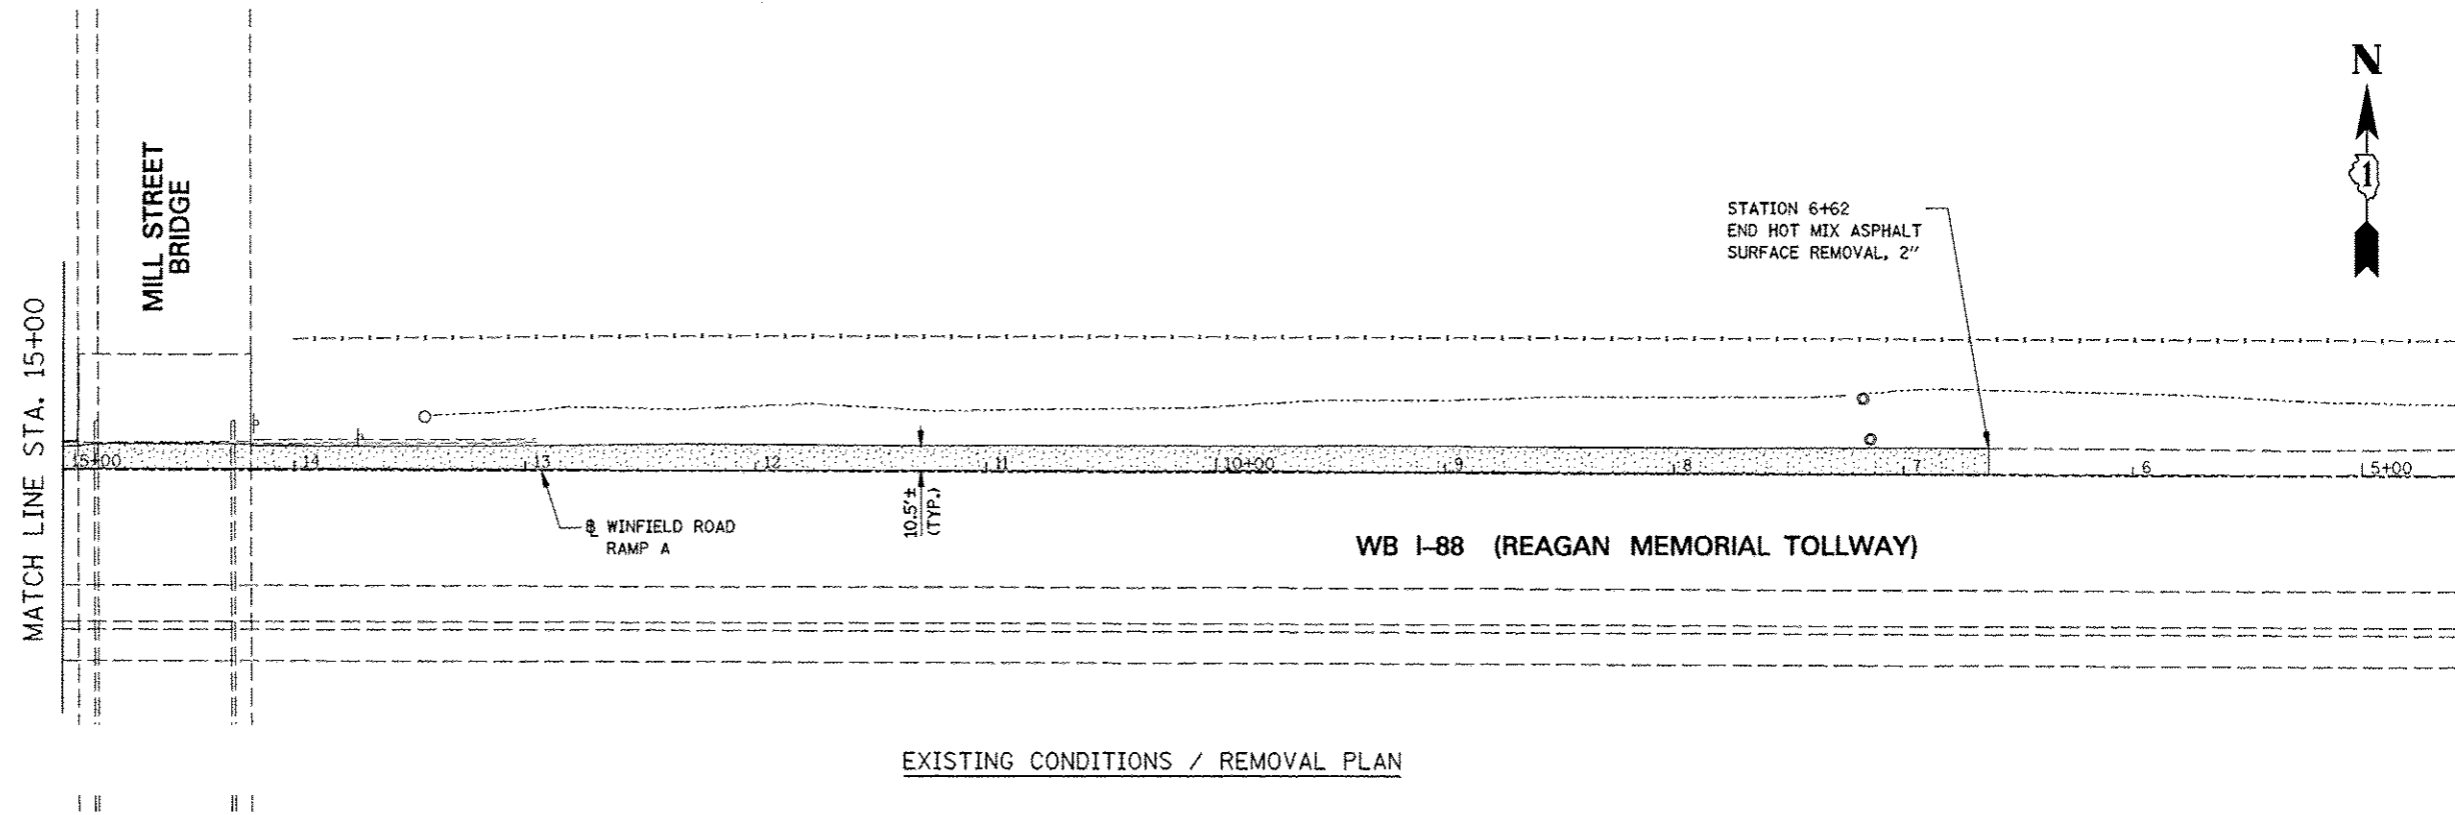 N
1
MILL STREET
BRIDGE
MATCH LINE STA. 15+00
STATION 6+62
END HOT MIX ASPHALT
SURFACE REMOVAL, 2"
15+00
14
13
12
11
10+00
9
8
7
6
5+00
℄ WINFIELD ROAD
RAMP A
10.5'±
(TYP.)
WB I-88 (REAGAN MEMORIAL TOLLWAY)
EXISTING CONDITIONS / REMOVAL PLAN